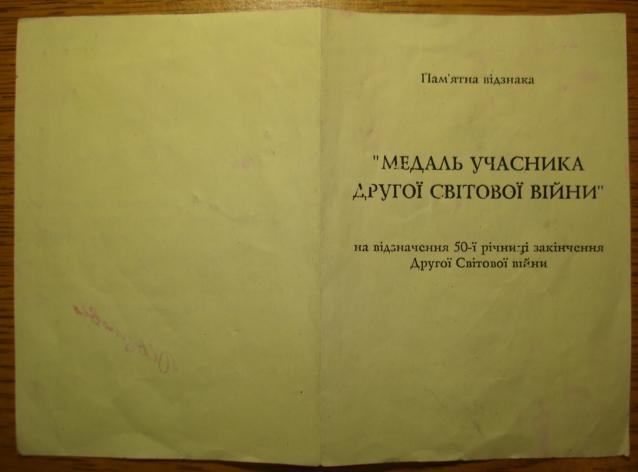 Пам'ятна відзнака
"МЕДАЛЬ УЧАСНИКА
ДРУГОЇ СВІТОВОЇ ВІЙНИ"
на відзначення 50-ї річниці закінчення
Другої Світової війни